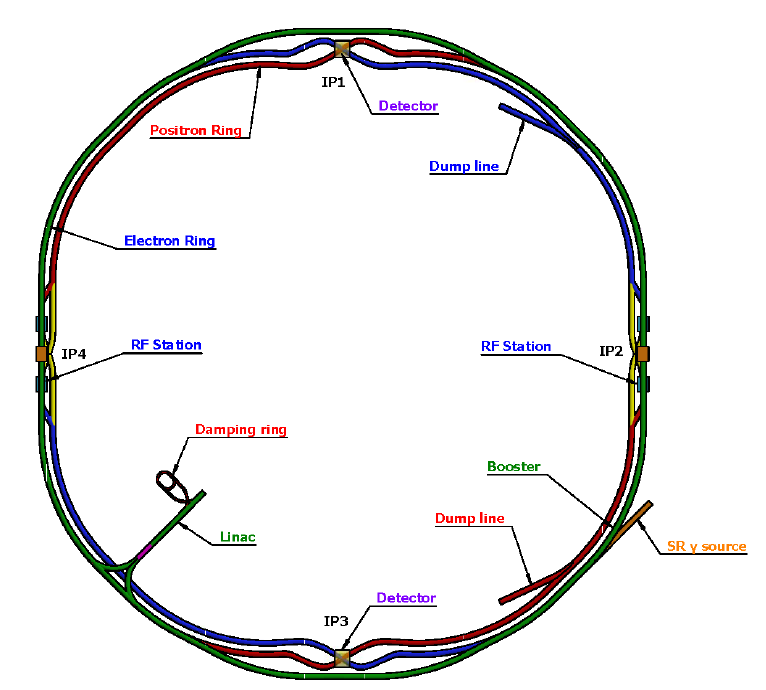 IP1
Detector
Positron Ring
Dump line
Electron Ring
RF Station
IP4
RF Station
IP2
Damping ring
Booster
Linac
Dump line
SR γ source
Detector
IP3